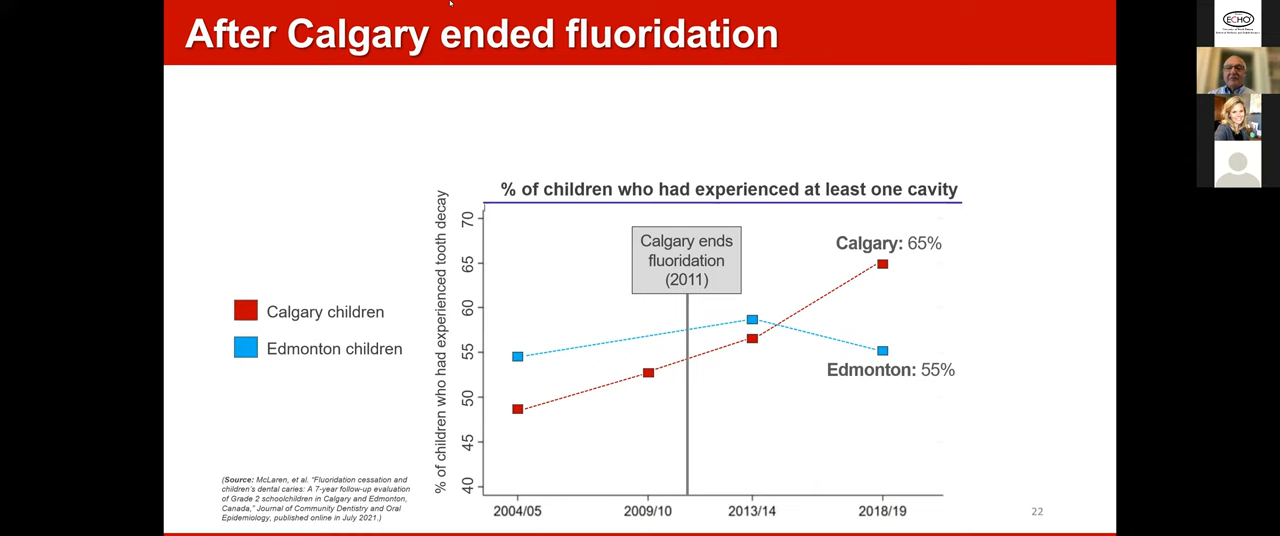 After Calgary ended fluoridation
ECHO
% of children who had experienced at least one cavity
% of children who had experienced tooth decay
70
65
60
55
50
45
40
Calgary ends
fluoridation
(2011)
Calgary: 65%
Edmonton: 55%
Calgary children
Edmonton children
2004/05
2009/10
2013/14
2018/19
(Source: McLaren, et al. "Fluoridation cessation and
children's dental caries: A 7-year follow-up evaluation
of Grade 2 schoolchildren in Calgary and Edmonton,
Canada," Journal of Community Dentistry and Oral
Epidemiology, published online in July 2021.)
22